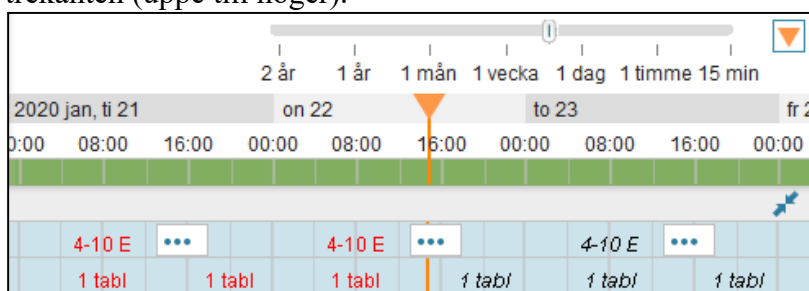 trekanten (uppe till höger).
2 år 1 år 1 mån 1 vecka 1 dag 1 timme 15 min
2020 jan, ti 21 on 22 to 23 fr 2
0:00 08:00 16:00 00:00 08:00 16:00 00:00 08:00 16:00 00:00
4-10 E ••• 4-10 E ••• 4-10 E •••
1 tabl 1 tabl 1 tabl 1 tabl 1 tabl 1 tabl